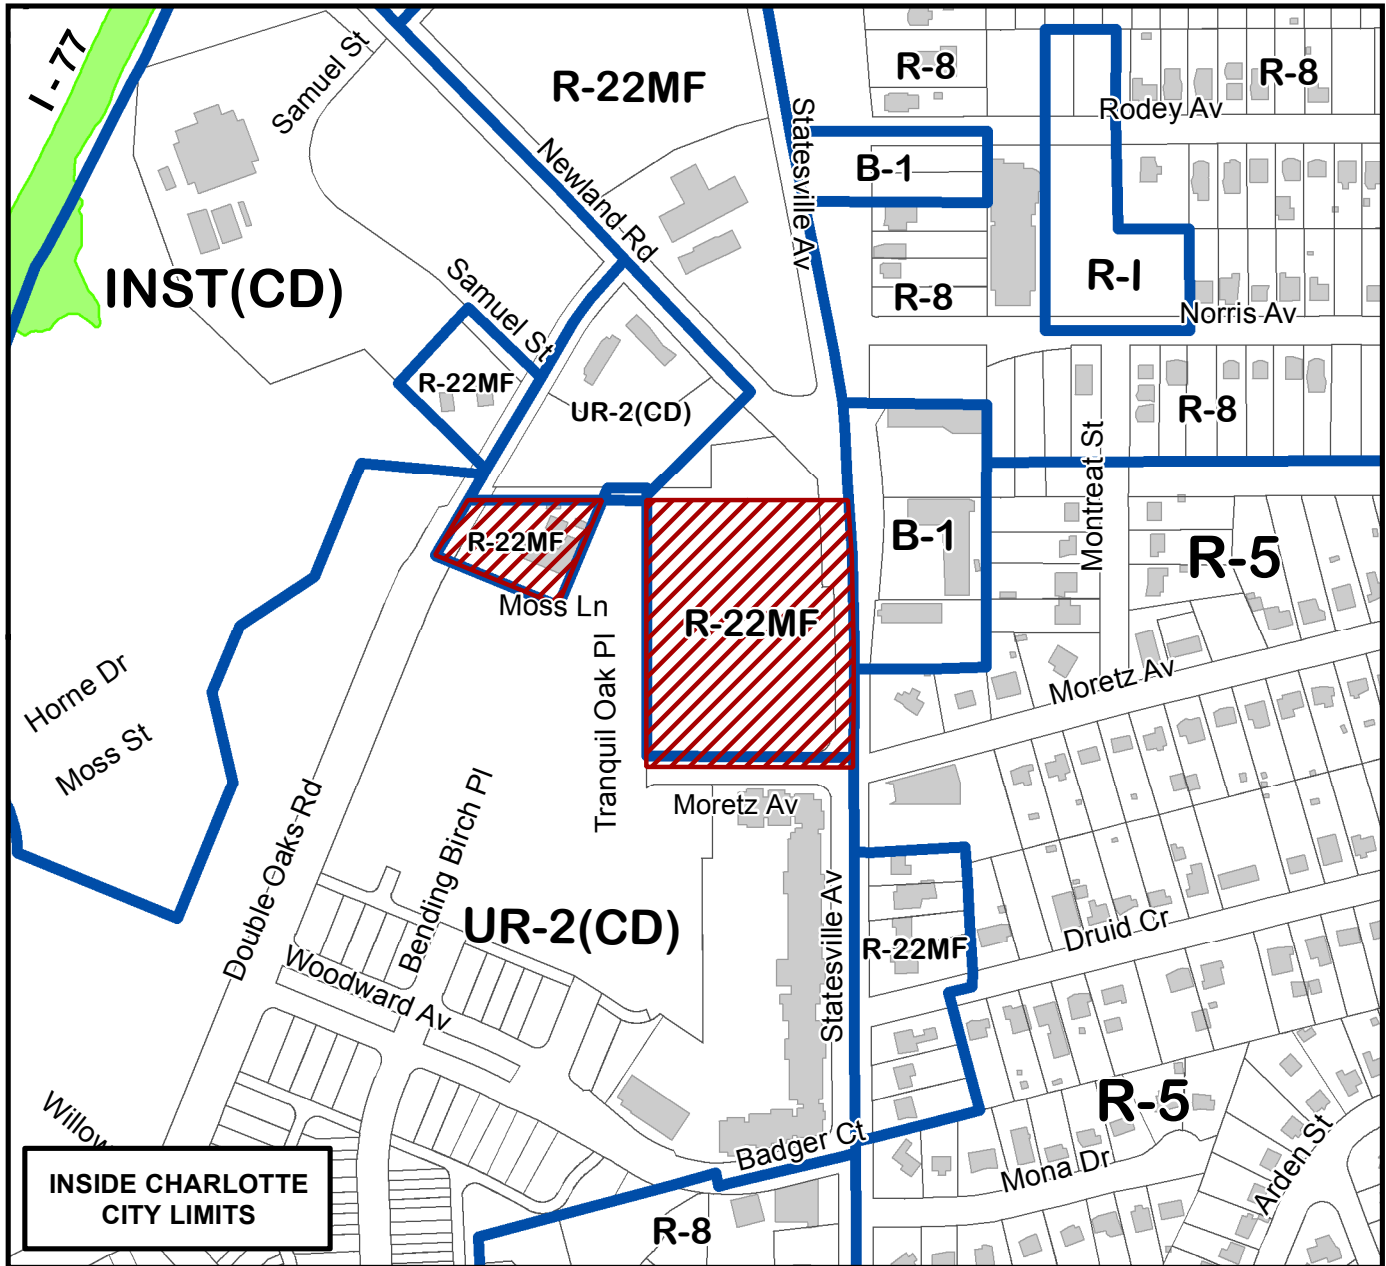 I - 77
Samuel St
R-22MF
Statesville Av
R-8
R-8
Rodey Av
Newland Rd
B-1
INST(CD)
Samuel St
R-8
R-I
Norris Av
R-22MF
UR-2(CD)
R-8
Montreat St
R-22MF
B-1
R-5
Moss Ln
R-22MF
Tranquil Oak Pl
Horne Dr
Moss St
Moretz Av
Double Oaks Rd
Bending Birch Pl
Moretz Av
UR-2(CD)
Statesville Av
R-22MF
Druid Cr
Woodward Av
R-5
Willow
Badger Ct
Mona Dr
Arden St
INSIDE CHARLOTTE
CITY LIMITS
R-8